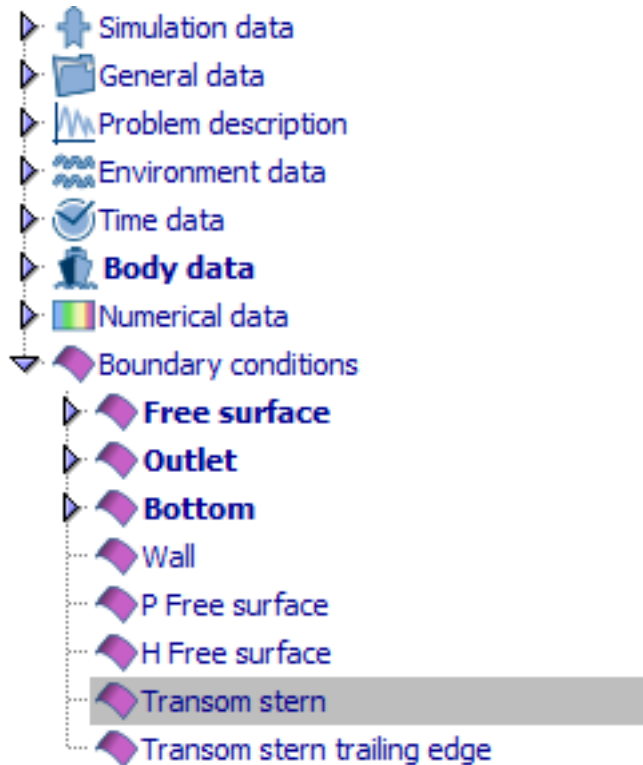 Simulation data
General data
Problem description
Environment data
Time data
Body data
Numerical data
Boundary conditions
Free surface
Outlet
Bottom
Wall
P Free surface
H Free surface
Transom stern
Transom stern trailing edge